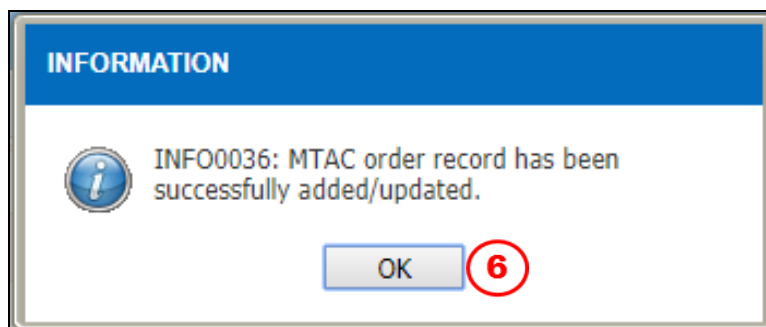 INFORMATION
INFO0036: MTAC order record has been
successfully added/updated.
OK 6